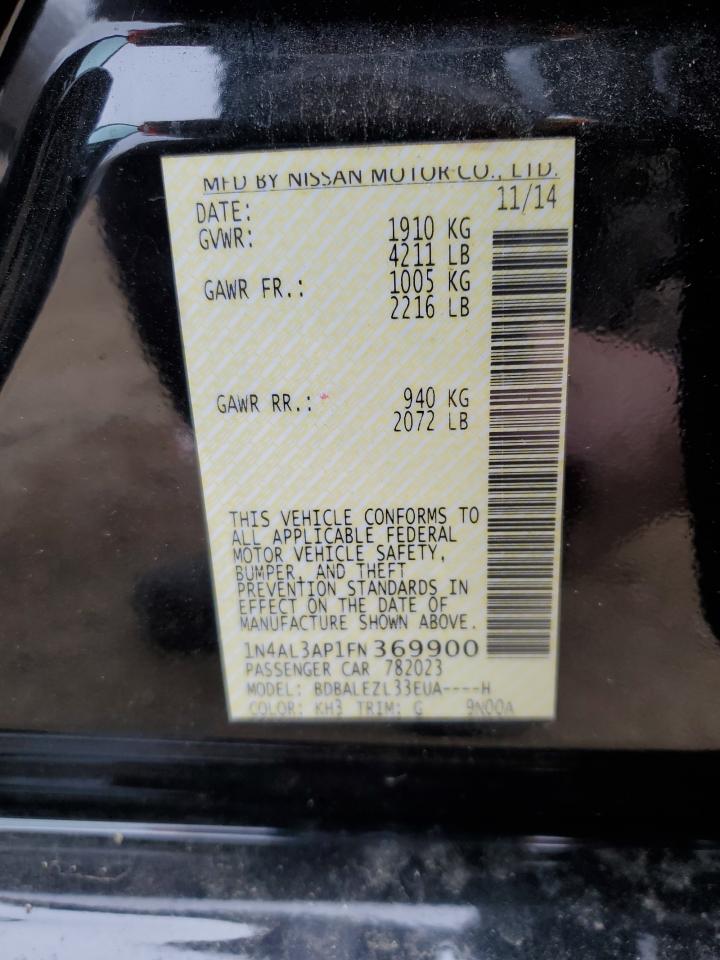 MFD BY NISSAN MOTOR CO., LTD.
DATE: 11/14
GVWR: 1910 KG
4211 LB
GAWR FR.: 1005 KG
2216 LB
GAWR RR.: 940 KG
2072 LB
THIS VEHICLE CONFORMS TO
ALL APPLICABLE FEDERAL
MOTOR VEHICLE SAFETY,
BUMPER, AND THEFT
PREVENTION STANDARDS IN
EFFECT ON THE DATE OF
MANUFACTURE SHOWN ABOVE.
1N4AL3AP1FN369900
PASSENGER CAR 782023
MODEL: BDBALEZL33EUA----H
COLOR: KH3 TRIM: G 9N00A